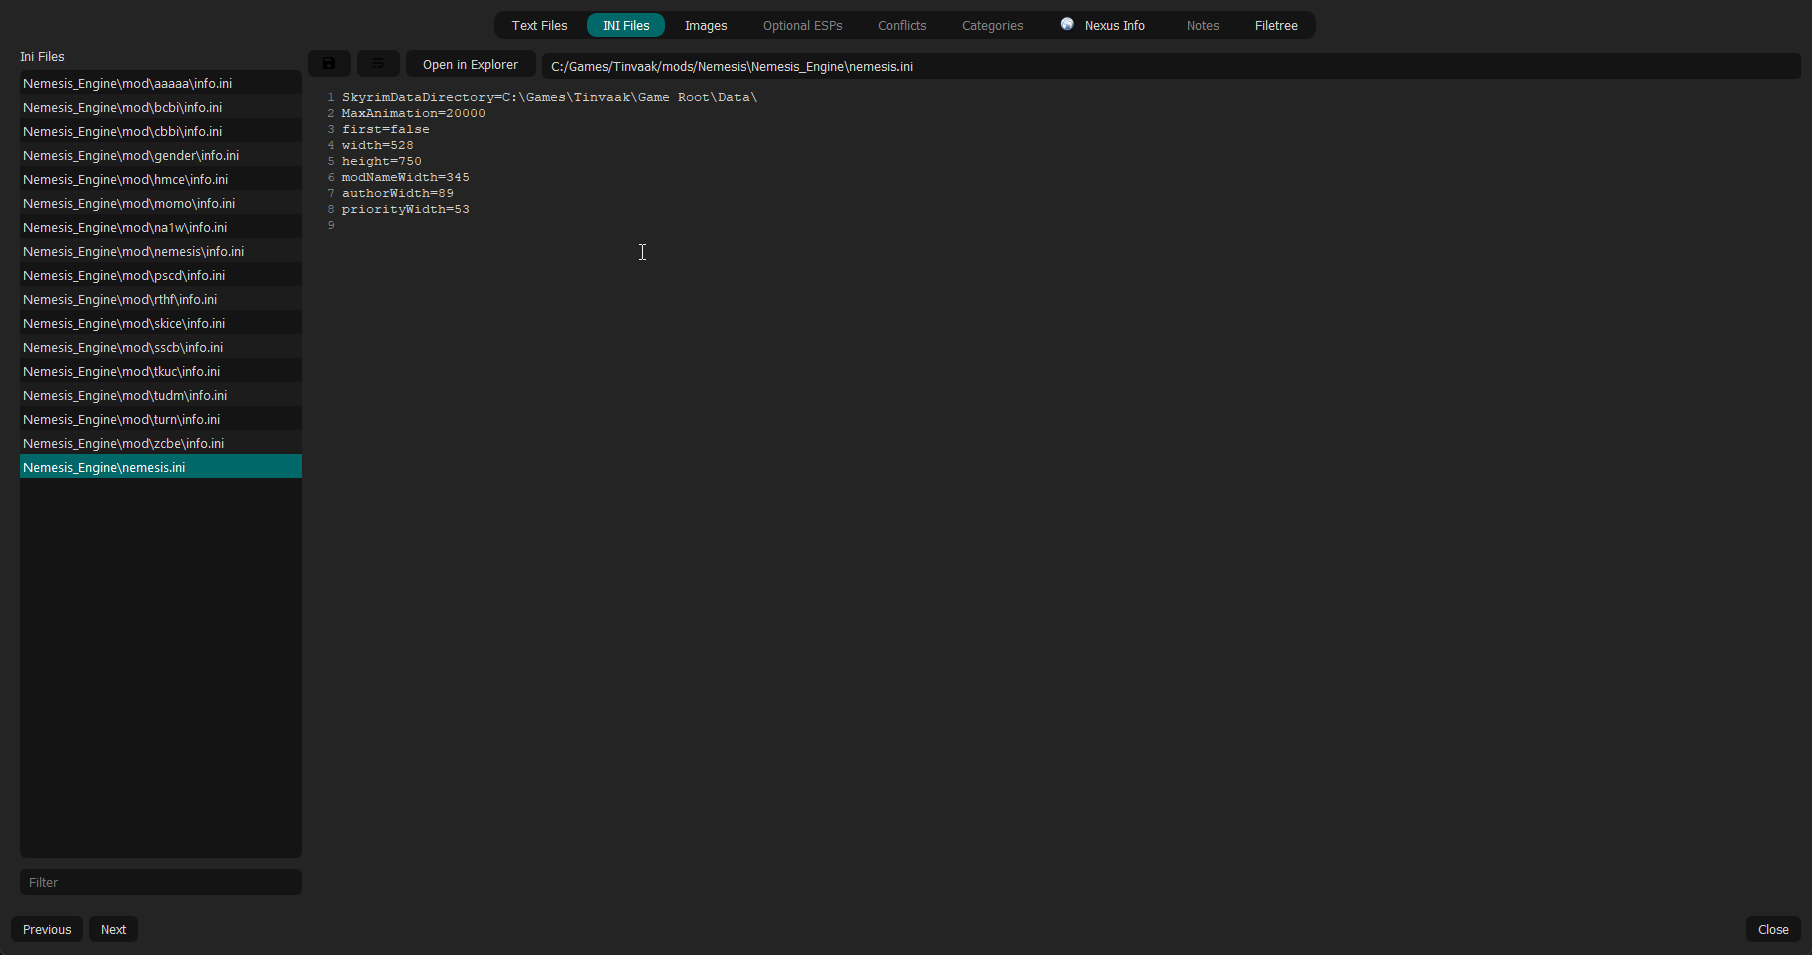 Text Files
INI Files
Images
Optional ESPs
Conflicts
Categories
Nexus Info
Notes
Filetree
Ini Files
Nemesis_Engine\mod\aaaaa\info.ini
Nemesis_Engine\mod\bcbi\info.ini
Nemesis_Engine\mod\cbbi\info.ini
Nemesis_Engine\mod\gender\info.ini
Nemesis_Engine\mod\hmce\info.ini
Nemesis_Engine\mod\momo\info.ini
Nemesis_Engine\mod\na1w\info.ini
Nemesis_Engine\mod\nemesis\info.ini
Nemesis_Engine\mod\pscd\info.ini
Nemesis_Engine\mod\rthf\info.ini
Nemesis_Engine\mod\skice\info.ini
Nemesis_Engine\mod\sscb\info.ini
Nemesis_Engine\mod\tkuc\info.ini
Nemesis_Engine\mod\tudm\info.ini
Nemesis_Engine\mod\turn\info.ini
Nemesis_Engine\mod\zcbe\info.ini
Nemesis_Engine\nemesis.ini
Filter
Open in Explorer
C:/Games/Tinvaak/mods/Nemesis\Nemesis_Engine\nemesis.ini
1 SkyrimDataDirectory=C:\Games\Tinvaak\Game Root\Data\
2 MaxAnimation=20000
3 first=false
4 width=528
5 height=750
6 modNameWidth=345
7 authorWidth=89
8 priorityWidth=53
9
Previous
Next
Close